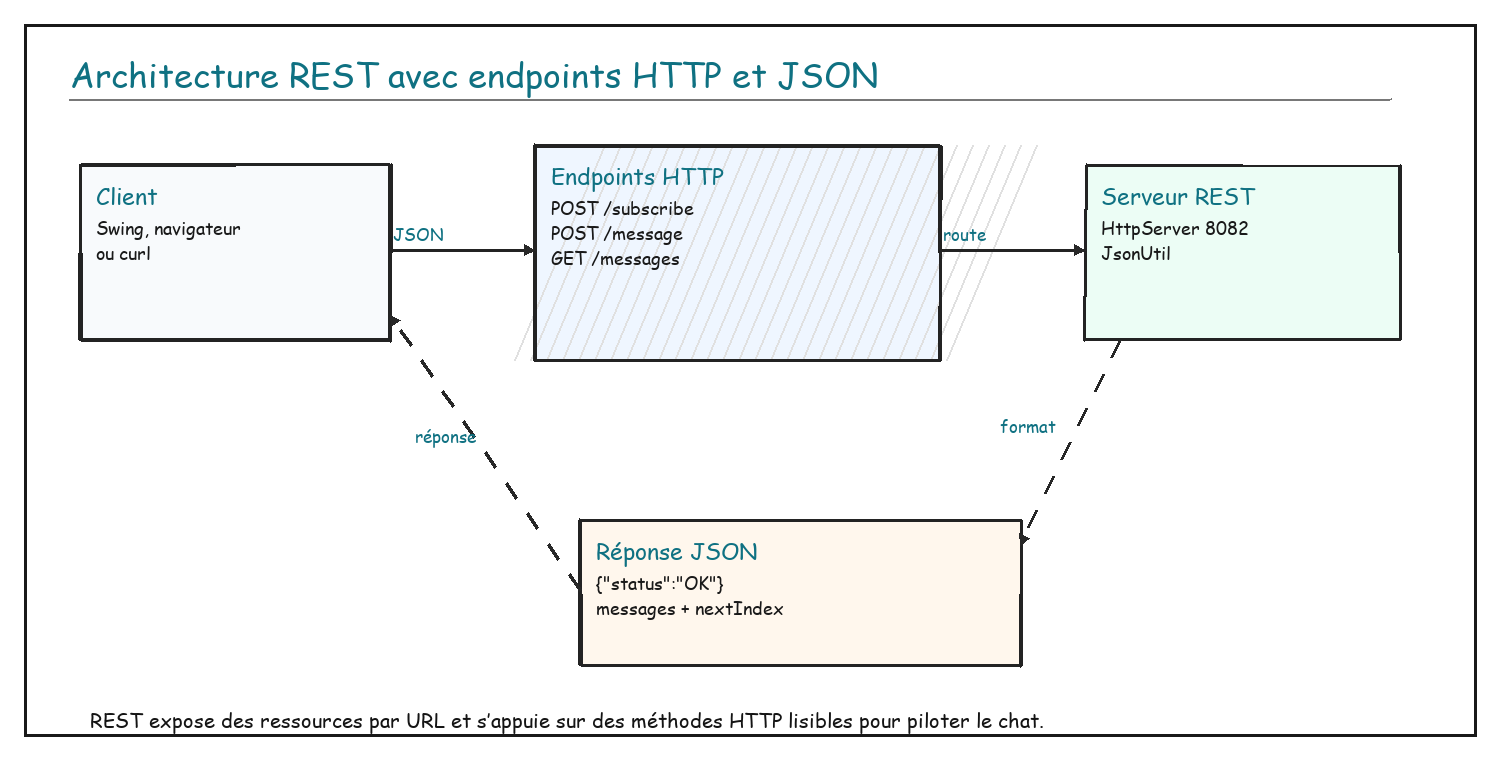 Architecture REST avec endpoints HTTP et JSON
Client
Swing, navigateur
ou curl
JSON
Endpoints HTTP
POST /subscribe
POST /message
GET /messages
route
Serveur REST
HttpServer 8082
JsonUtil
réponse
format
Réponse JSON
{"status":"OK"}
messages + nextIndex
REST expose des ressources par URL et s’appuie sur des méthodes HTTP lisibles pour piloter le chat.